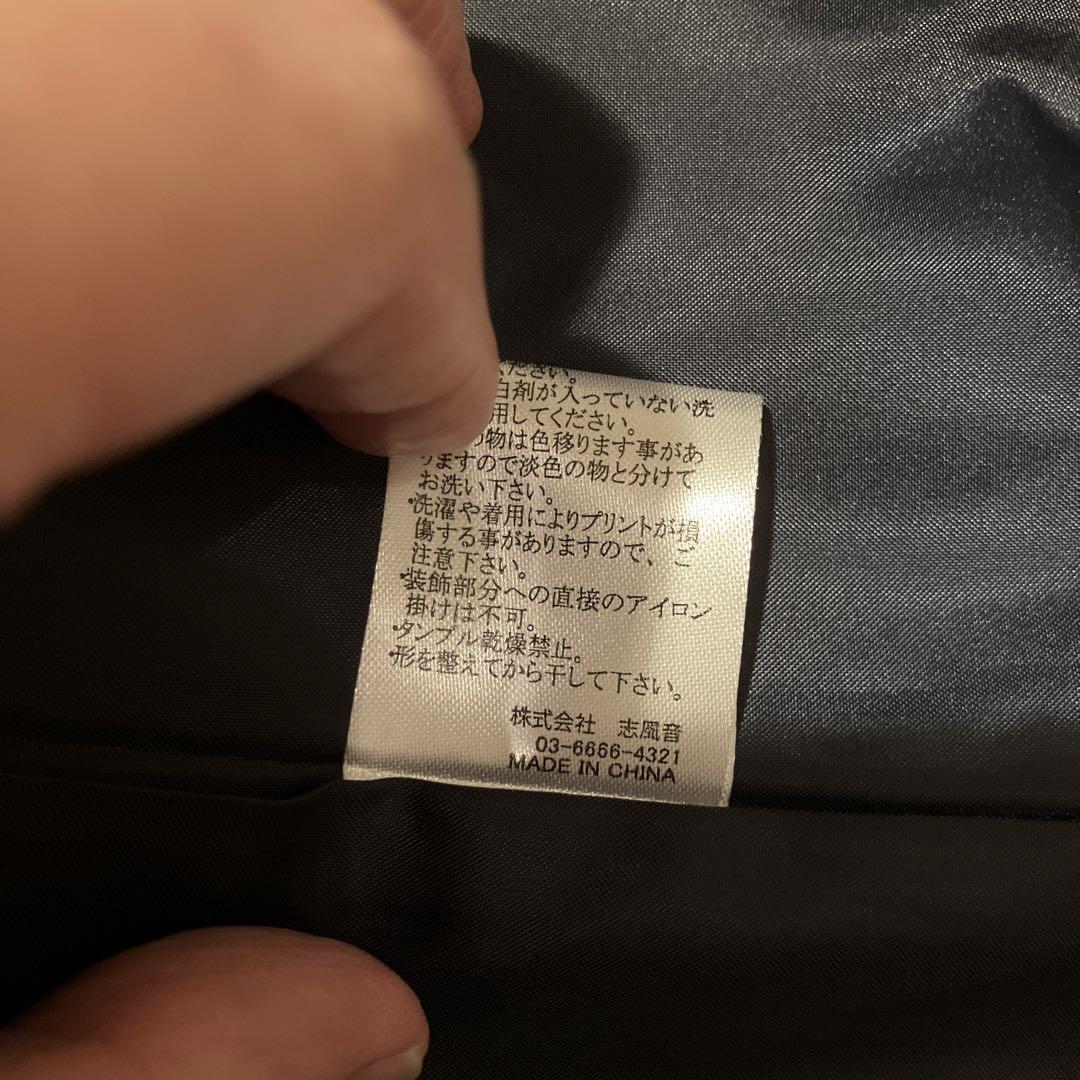 ください。
白剤が入っていない洗
用してください。
の物は色移ります事があ
りますので淡色の物と分けて
お洗い下さい。
・洗濯や着用によりプリントが損
傷する事がありますので、ご
注意下さい。
・装飾部分への直接のアイロン
掛けは不可。
・タンブル乾燥禁止。
・形を整えてから干して下さい。
株式会社 志風音
03-6666-4321
MADE IN CHINA